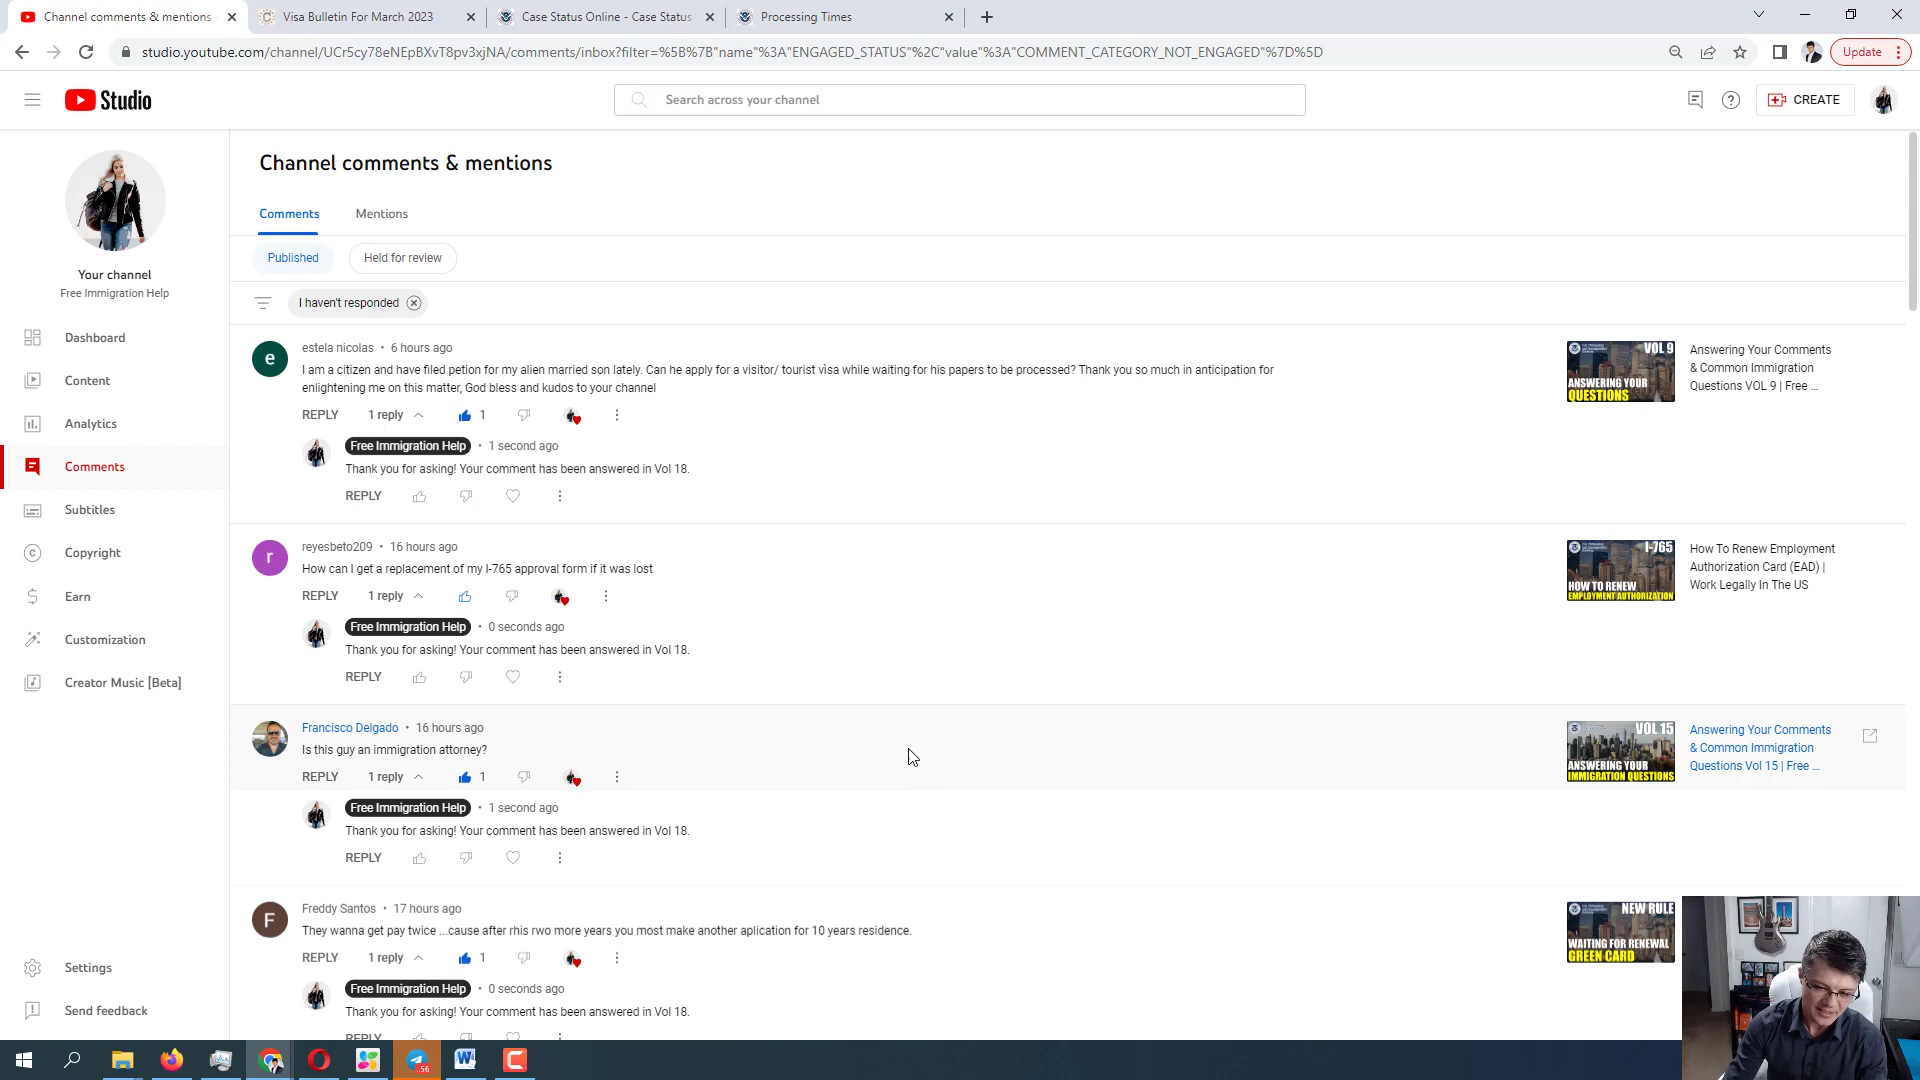 Channel comments & mentions
Visa Bulletin For March 2023
Case Status Online - Case Status
Processing Times
studio.youtube.com/channel/UCr5cy78eNEpBXvT8pv3xjNA/comments/inbox?filter=%5B%7B"name"%3A"ENGAGED_STATUS"%2C"value"%3A"COMMENT_CATEGORY_NOT_ENGAGED"%7D%5D
Update
Studio
Search across your channel
CREATE
Your channel
Free Immigration Help
Dashboard
Content
Analytics
Comments
Subtitles
Copyright
Earn
Customization
Creator Music [Beta]
Settings
Send feedback
Channel comments & mentions
Comments
Mentions
Published
Held for review
I haven't responded
e
estela nicolas • 6 hours ago
I am a citizen and have filed petion for my alien married son lately. Can he apply for a visitor/ tourist visa while waiting for his papers to be processed? Thank you so much in anticipation for
enlightening me on this matter, God bless and kudos to your channel
REPLY 1 reply 1
Free Immigration Help • 1 second ago
Thank you for asking! Your comment has been answered in Vol 18.
REPLY
VOL 9
ANSWERING YOUR
QUESTIONS
Answering Your Comments
& Common Immigration
Questions VOL 9 | Free ...
r
reyesbeto209 • 16 hours ago
How can I get a replacement of my I-765 approval form if it was lost
REPLY 1 reply
Free Immigration Help • 0 seconds ago
Thank you for asking! Your comment has been answered in Vol 18.
REPLY
I-765
HOW TO RENEW
EMPLOYMENT AUTHORIZATION
How To Renew Employment
Authorization Card (EAD) |
Work Legally In The US
Francisco Delgado • 16 hours ago
Is this guy an immigration attorney?
REPLY 1 reply 1
Free Immigration Help • 1 second ago
Thank you for asking! Your comment has been answered in Vol 18.
REPLY
VOL 15
ANSWERING YOUR
IMMIGRATION QUESTIONS
Answering Your Comments
& Common Immigration
Questions Vol 15 | Free ...
F
Freddy Santos • 17 hours ago
They wanna get pay twice ...cause after rhis rwo more years you most make another aplication for 10 years residence.
REPLY 1 reply 1
Free Immigration Help • 0 seconds ago
Thank you for asking! Your comment has been answered in Vol 18.
REPLY
NEW RULE
WAITING FOR RENEWAL
GREEN CARD
56